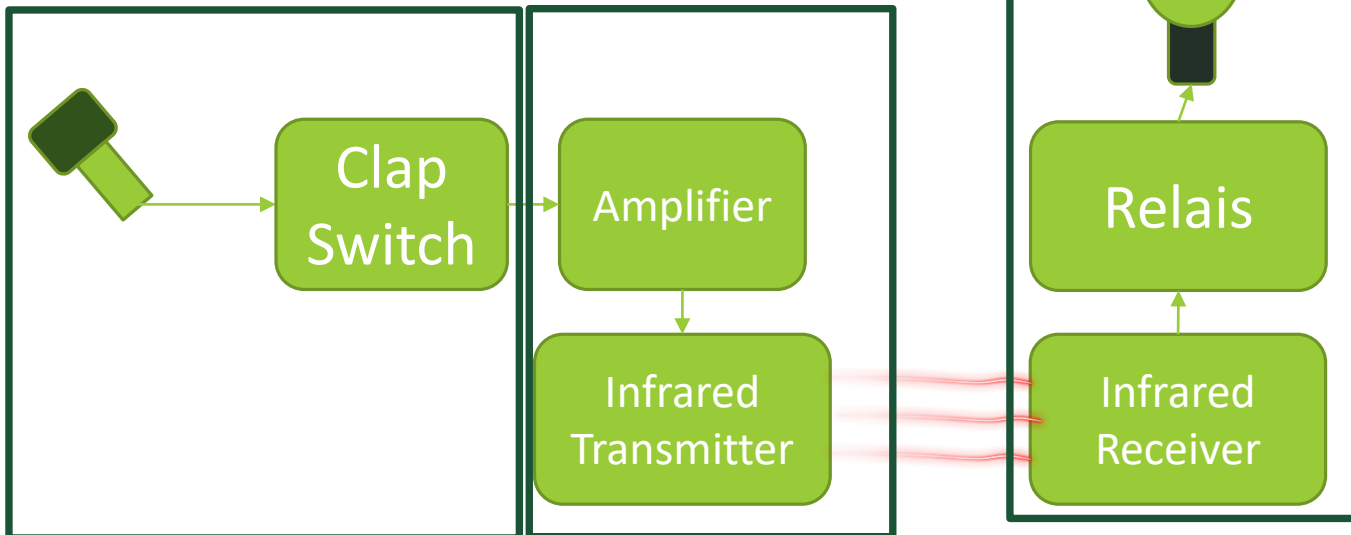 Clap
Switch
Amplifier
Relais
Infrared
Transmitter
Infrared
Receiver